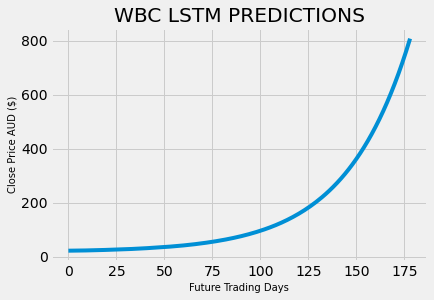 WBC LSTM PREDICTIONS
800
600
400
200
0
Close Price AUD ($)
0 25 50 75 100 125 150 175
Future Trading Days